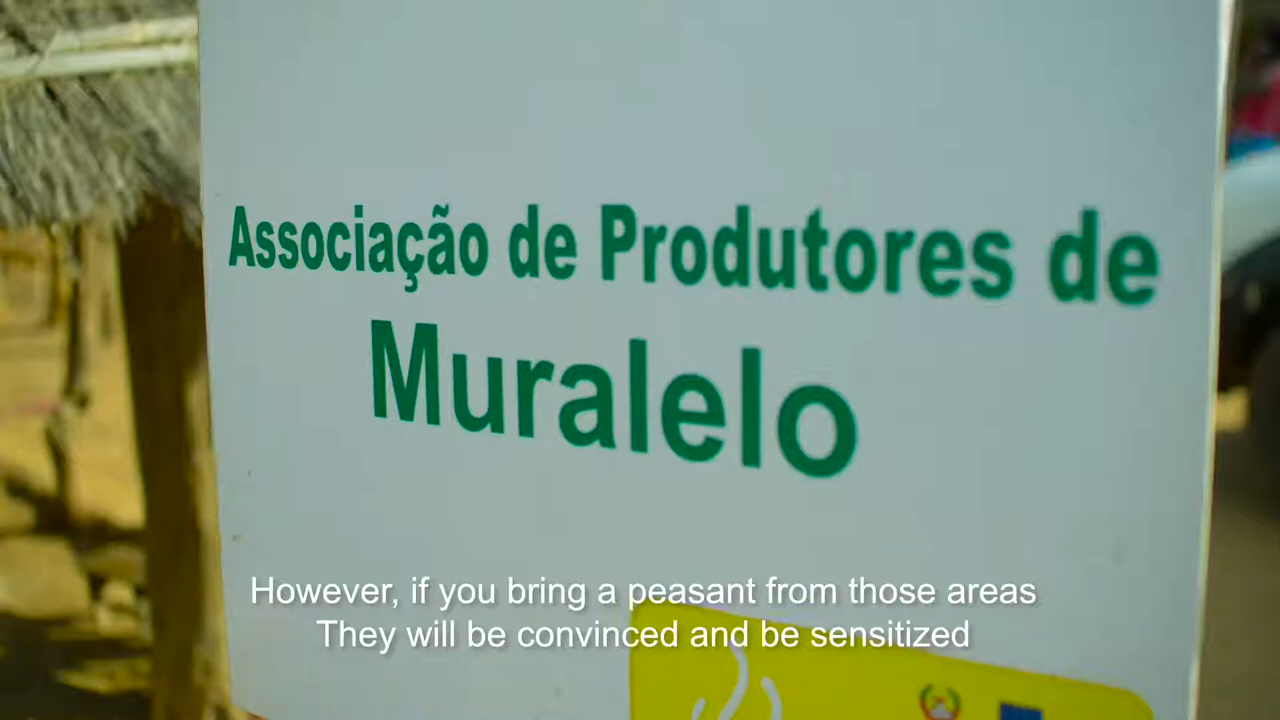 Associação de Produtores de
Muralelo
However, if you bring a peasant from those areas
They will be convinced and be sensitized